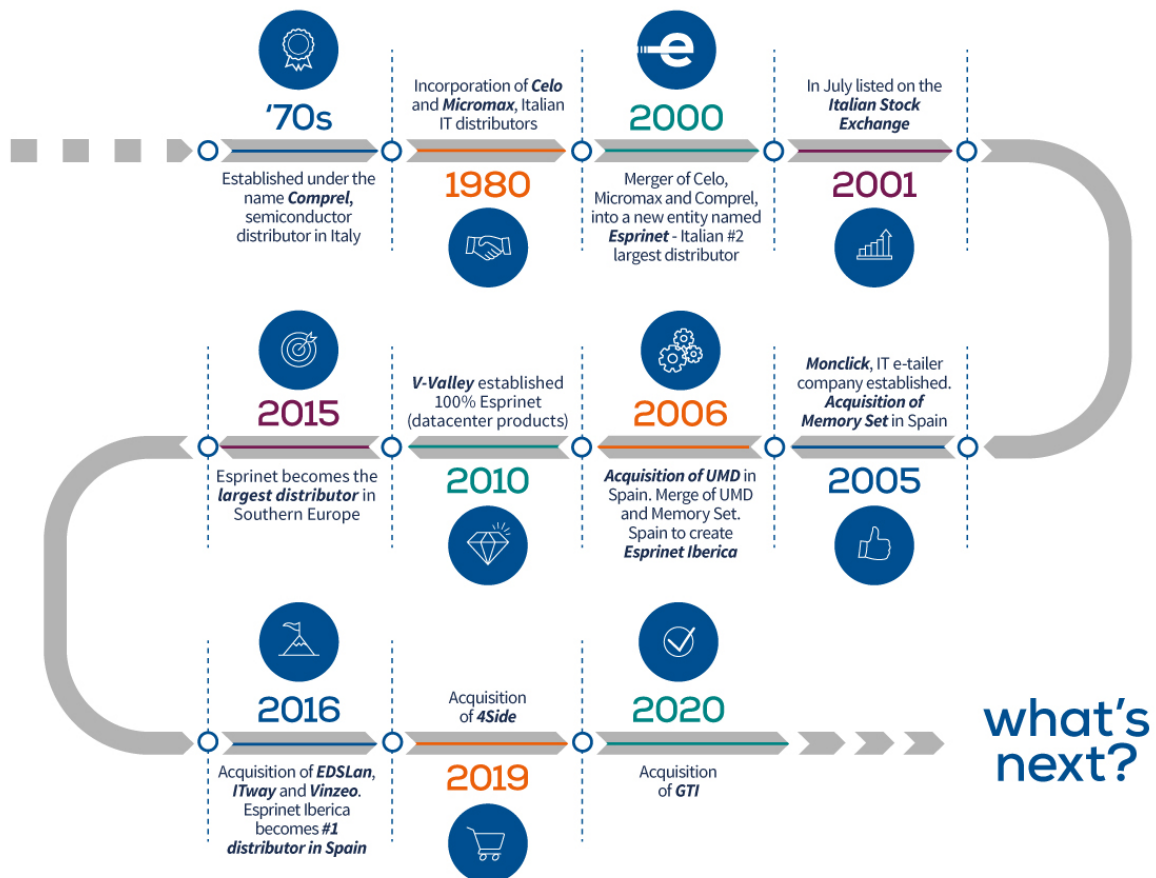 '70s
Established under the
name Comprel,
semiconductor
distributor in Italy
Incorporation of Celo
and Micromax, Italian
IT distributors
1980
e
2000
Merger of Celo,
Micromax and Comprel,
into a new entity named
Esprinet - Italian #2
largest distributor
In July listed on the
Italian Stock
Exchange
2001
Monclick, IT e-tailer
company established.
Acquisition of
Memory Set in Spain
2005
2006
Acquisition of UMD in
Spain. Merge of UMD
and Memory Set.
Spain to create
Esprinet Iberica
V-Valley established
100% Esprinet
(datacenter products)
2010
2015
Esprinet becomes the
largest distributor in
Southern Europe
2016
Acquisition of EDSLan,
ITway and Vinzeo.
Esprinet Iberica
becomes #1
distributor in Spain
Acquisition
of 4Side
2019
2020
Acquisition
of GTI
what's
next?